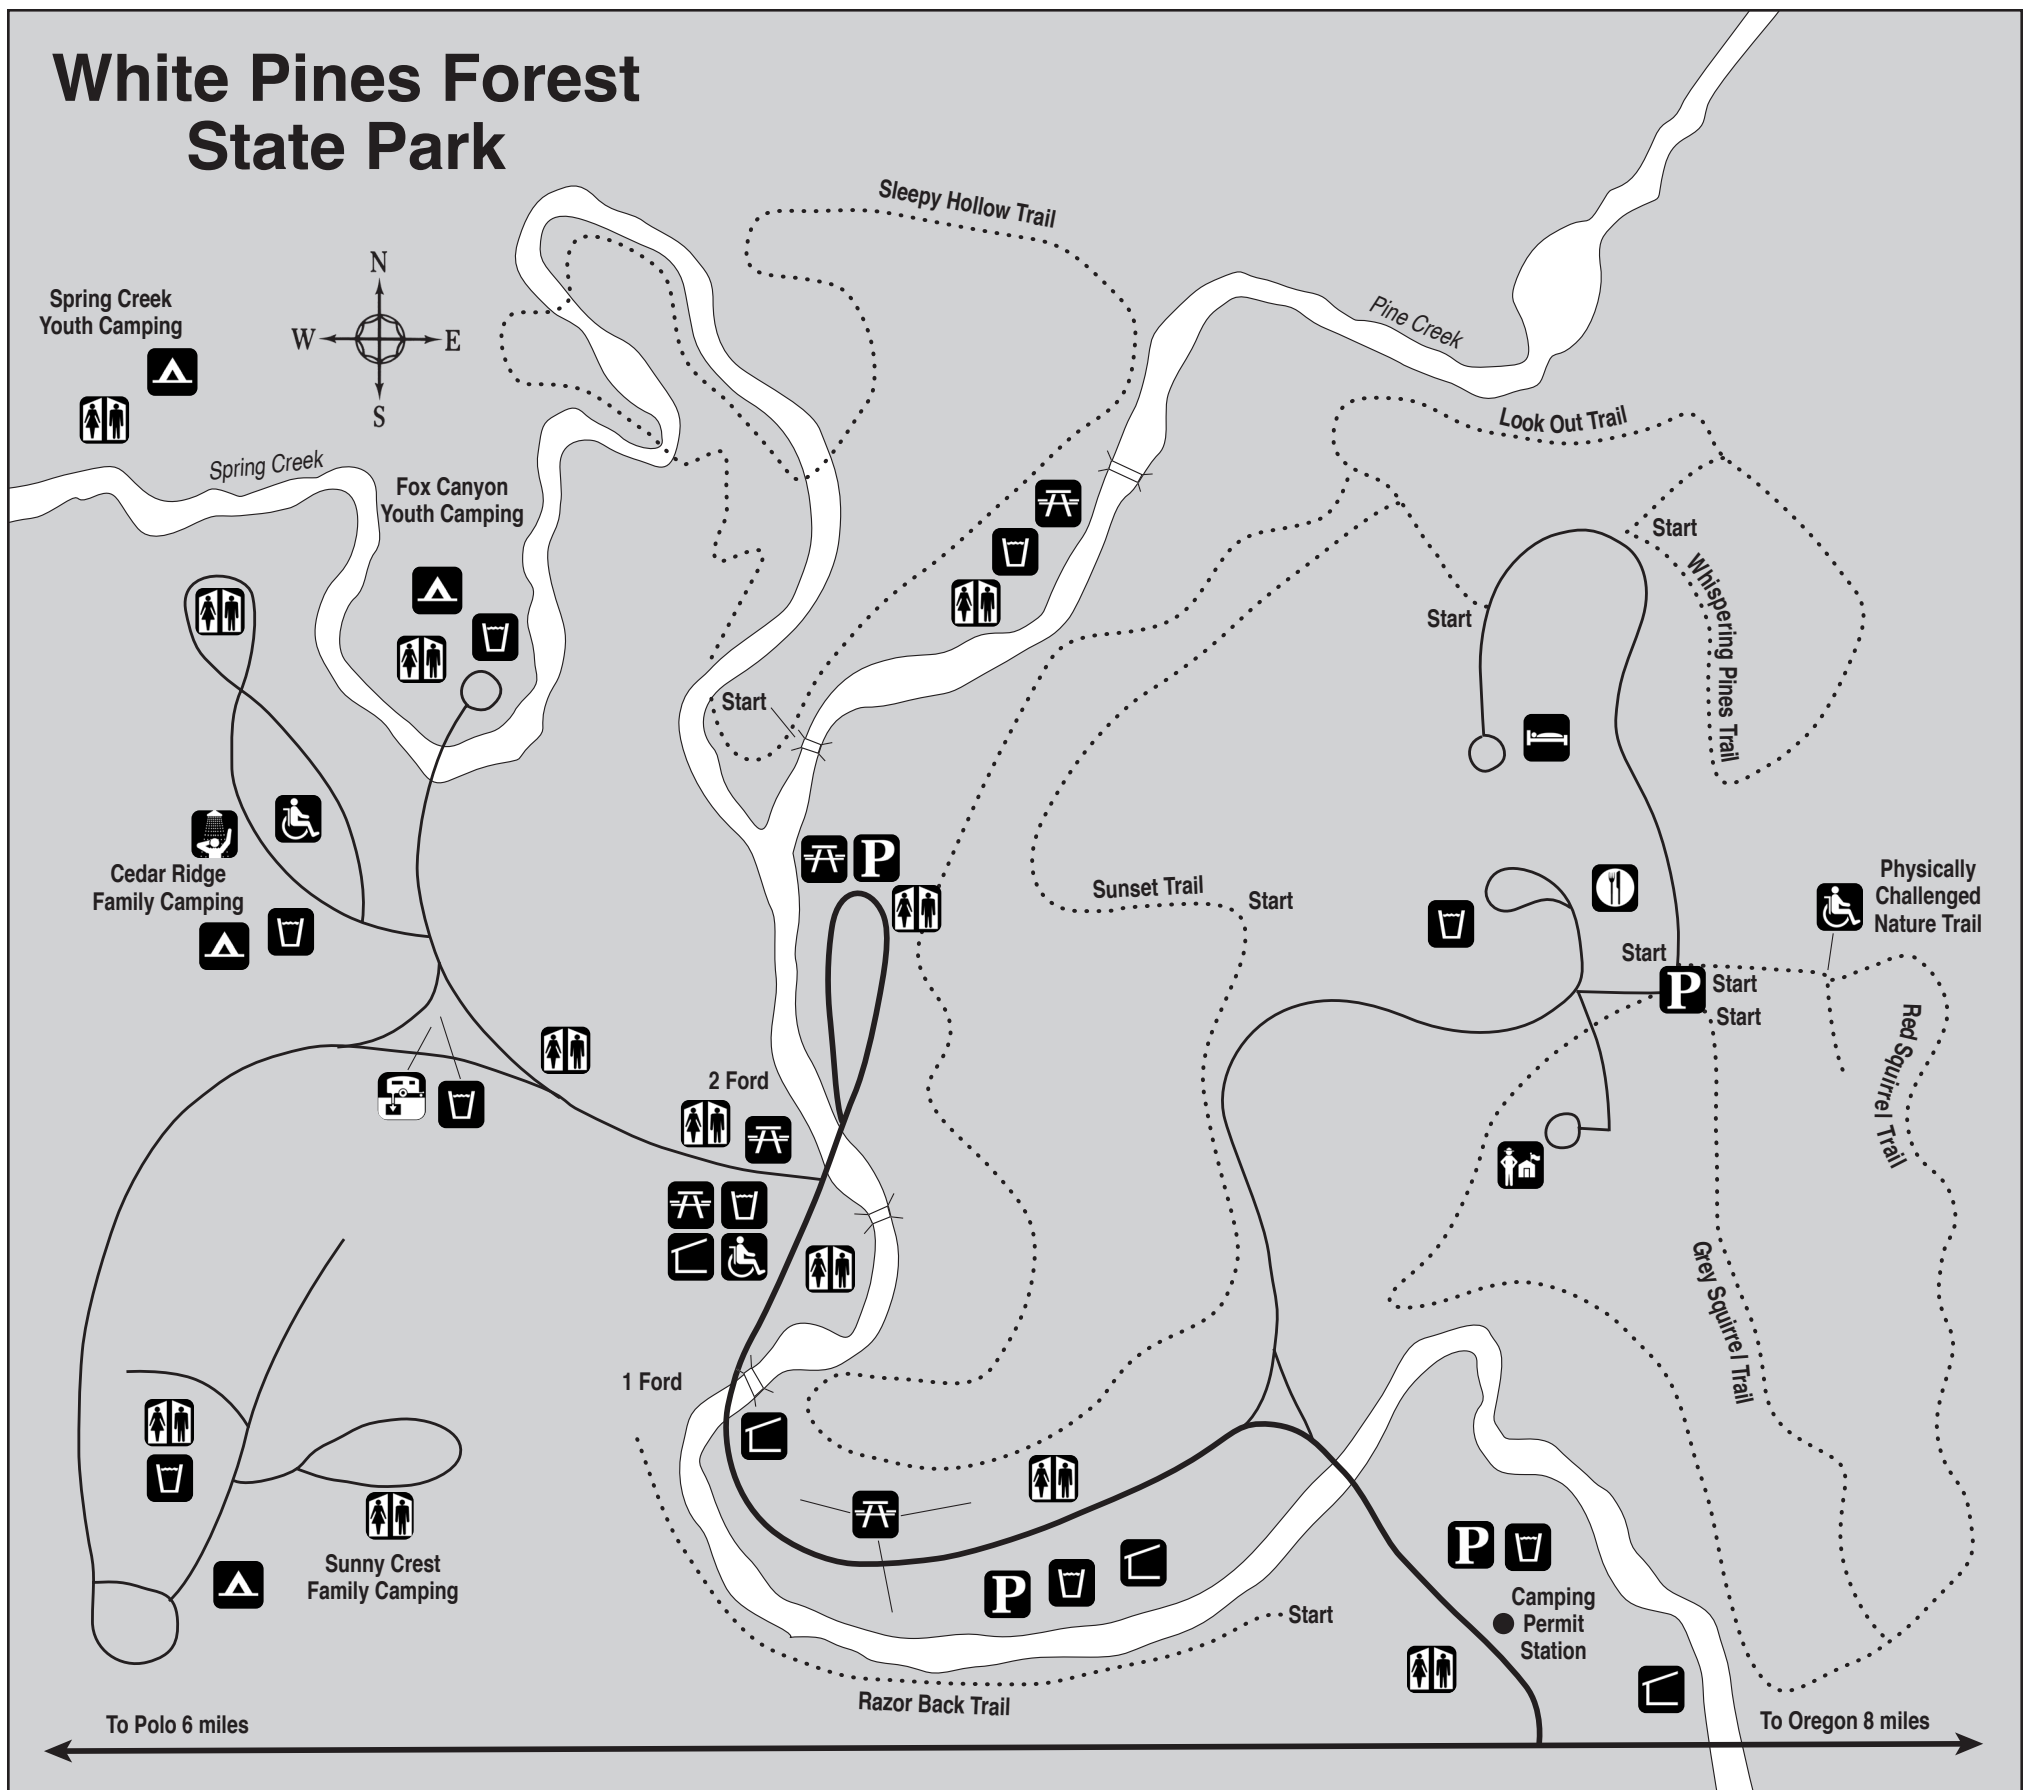 White Pines Forest
State Park
Sleepy Hollow Trail
N
W
E
S
Spring Creek
Youth Camping
Pine Creek
Look Out Trail
Spring Creek
Fox Canyon
Youth Camping
Start
Whispering Pines Trail
Start
Start
Cedar Ridge
Family Camping
P
Sunset Trail
Start
Physically
Challenged
Nature Trail
Start
P
Start
Start
Red Squirrel Trail
2 Ford
Grey Squirrel Trail
1 Ford
Sunny Crest
Family Camping
P
P
Camping
Permit
Station
Start
Razor Back Trail
To Polo 6 miles
To Oregon 8 miles